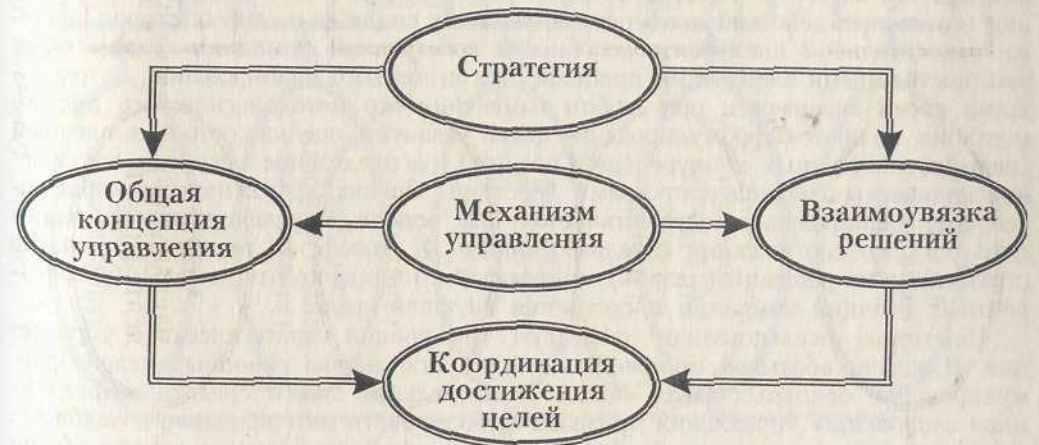 Стратегия
Общая
концепция
управления
Механизм
управления
Взаимоувязка
решений
Координация
достижения
целей